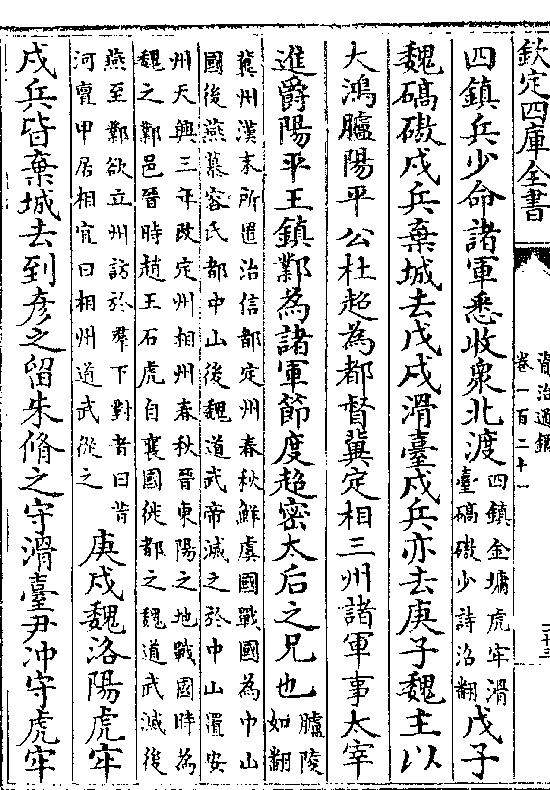 欽定四庫全書
資治通鑑
卷一百二十一
四鎮兵少命諸軍悉收衆北渡
四鎮金墉虎牢滑
臺碻磝少詩沼翻
戊子
魏碻磝戍兵棄城去戊戌滑臺戍兵亦去庚子魏主以
大鴻臚陽平公杜超為都督冀定相三州諸軍事太宰
進爵陽平王鎮鄴為諸軍節度超密太后之兄也
臚陵
如翻
冀州漢末所置治信都定州春秋鮮虞國戰國為中山
國後燕慕容氏都中山後魏道武帝滅之於中山置安
州天興三年改定州相州春秋晉東陽之地戰國時為
魏之鄴邑晉時趙王石虎自襄國徙都之魏道武滅後
燕至鄴欲立州訪於羣下對者曰昔
河亶甲居相宜曰相州道武從之
庚戌魏洛陽虎牢
戍兵皆棄城去到彥之留朱脩之守滑臺尹冲守虎牢